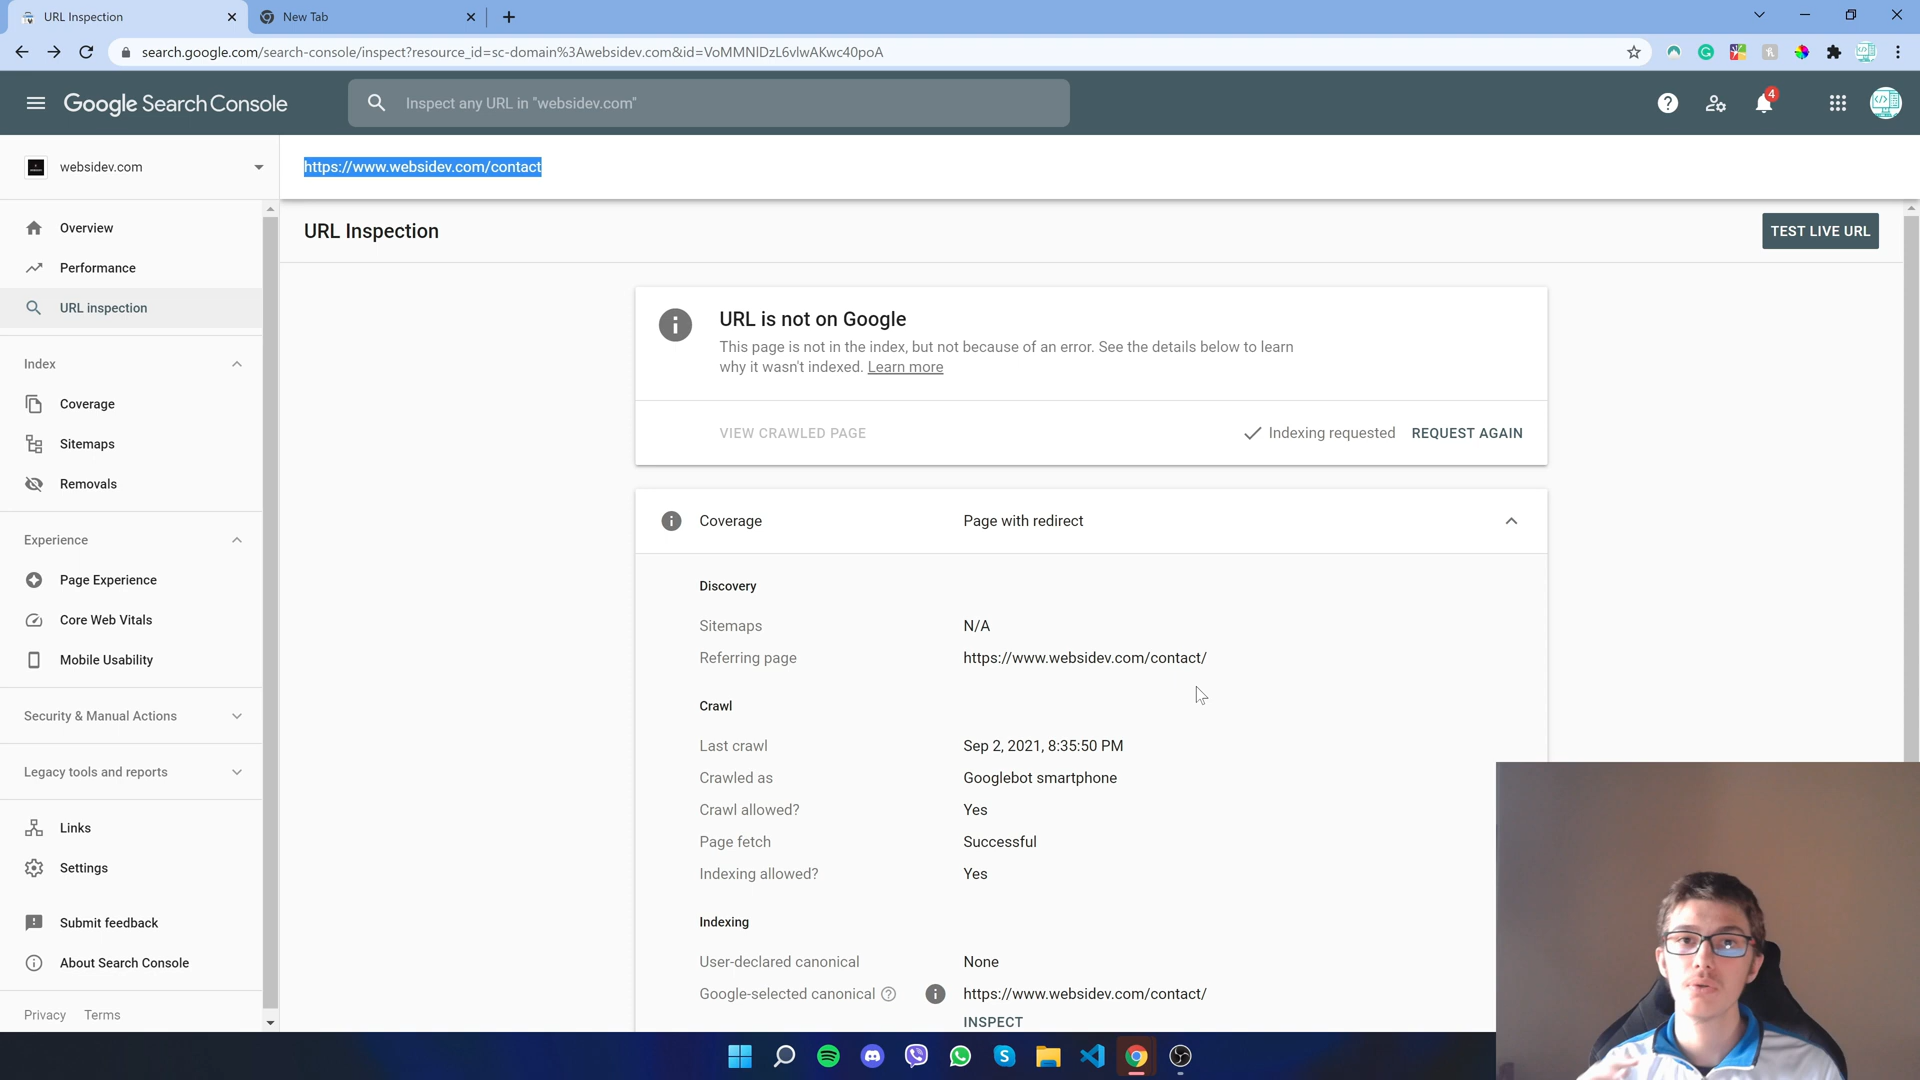 URL Inspection
New Tab
search.google.com/search-console/inspect?resource_id=sc-domain%3Awebsidev.com&id=VoMMNlDzL6vlwAKwc40poA
Google Search Console
Inspect any URL in "websidev.com"
4
websidev.com
https://www.websidev.com/contact
Overview
Performance
URL inspection
Index
Coverage
Sitemaps
Removals
Experience
Page Experience
Core Web Vitals
Mobile Usability
Security & Manual Actions
Legacy tools and reports
Links
Settings
Submit feedback
About Search Console
Privacy Terms
URL Inspection
TEST LIVE URL
URL is not on Google
This page is not in the index, but not because of an error. See the details below to learn
why it wasn't indexed. Learn more
VIEW CRAWLED PAGE
Indexing requested
REQUEST AGAIN
Coverage
Page with redirect
Discovery
Sitemaps N/A
Referring page https://www.websidev.com/contact/
Crawl
Last crawl Sep 2, 2021, 8:35:50 PM
Crawled as Googlebot smartphone
Crawl allowed? Yes
Page fetch Successful
Indexing allowed? Yes
Indexing
User-declared canonical None
Google-selected canonical https://www.websidev.com/contact/
INSPECT